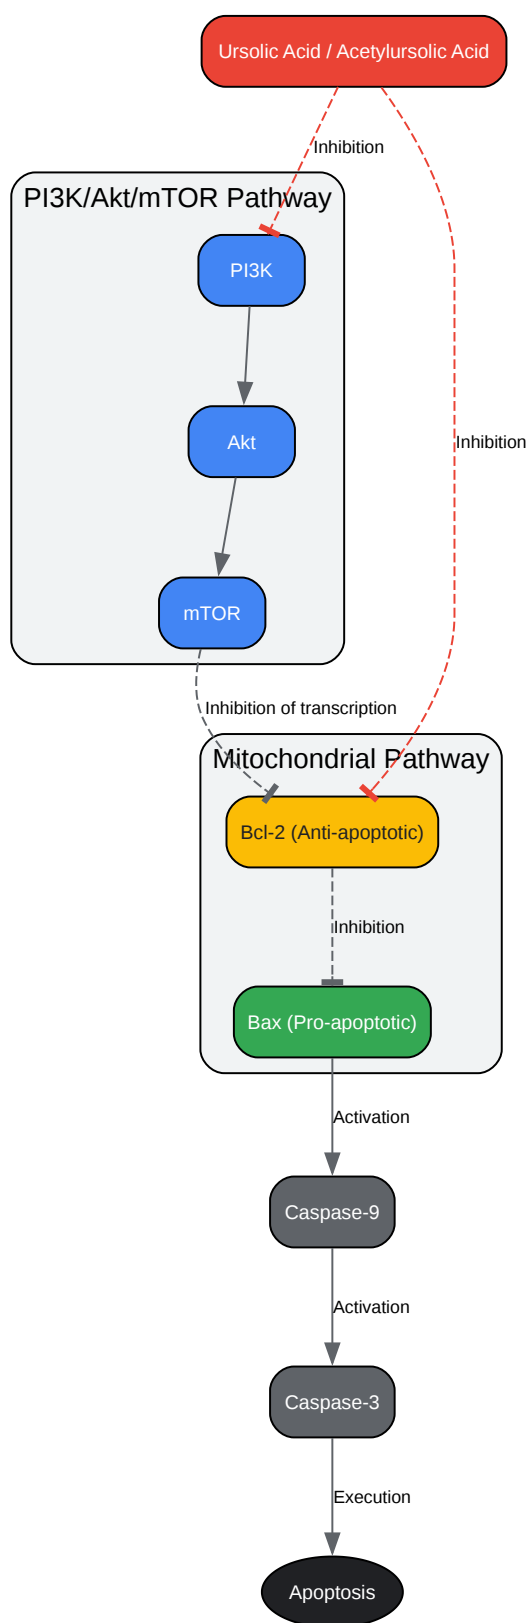 Ursolic Acid / Acetylursolic Acid
Inhibition
PI3K/Akt/mTOR Pathway
PI3K
Akt
Inhibition
mTOR
Inhibition of transcription
Mitochondrial Pathway
Bcl-2 (Anti-apoptotic)
Inhibition
Bax (Pro-apoptotic)
Activation
Caspase-9
Activation
Caspase-3
Execution
Apoptosis